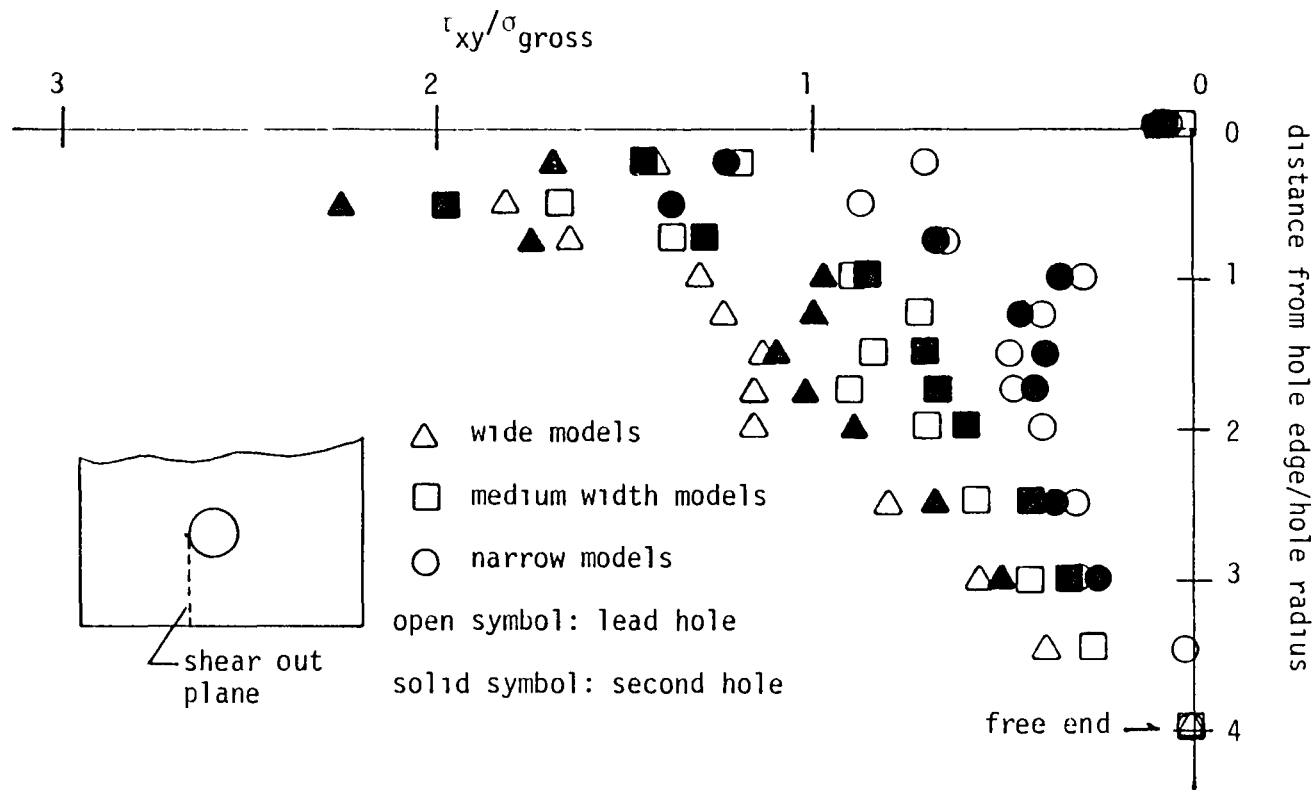 τxy/σgross
3 2 1 0
0
1
2
3
4
distance from hole edge/hole radius
wide models
medium width models
narrow models
open symbol: lead hole
solid symbol: second hole
shear out
plane
free end